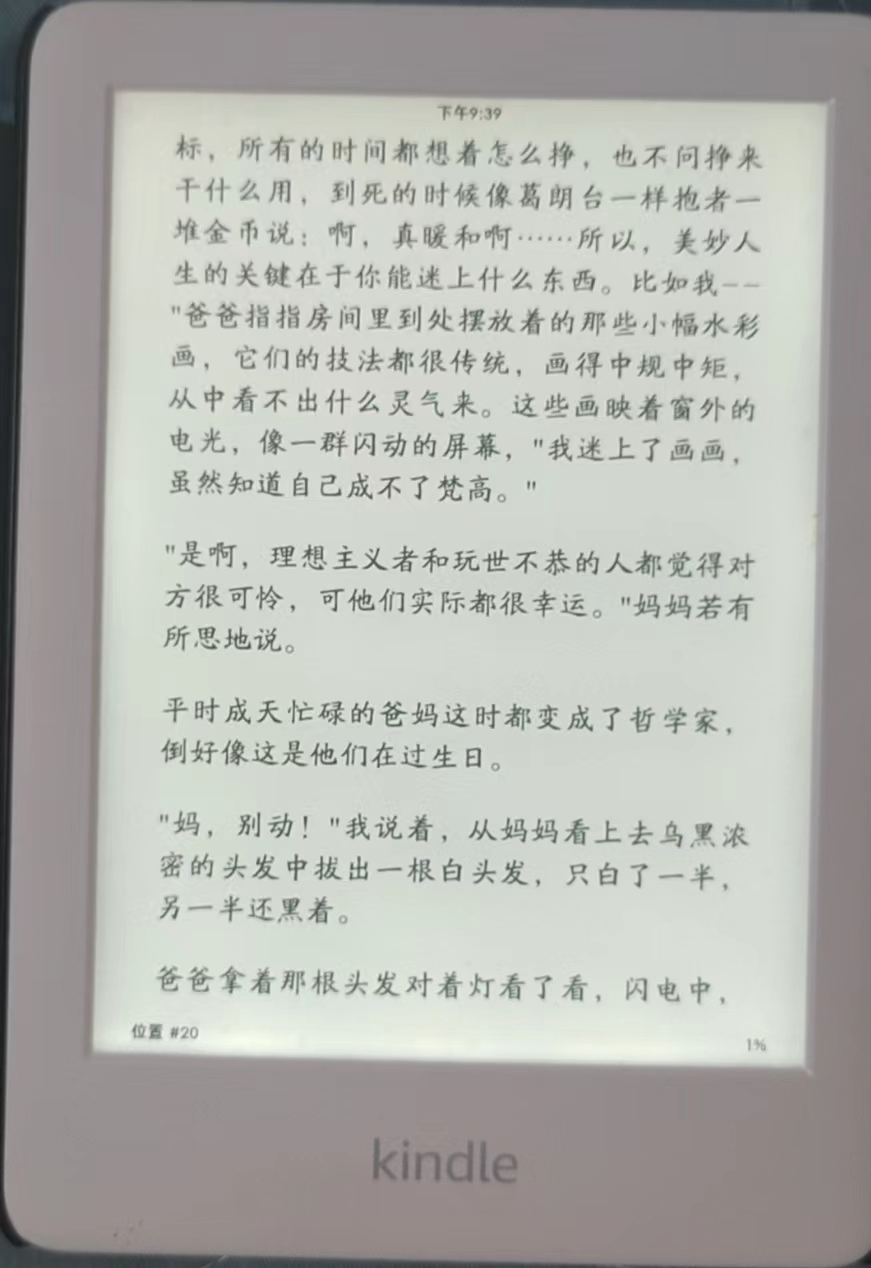 下午9:39
标，所有的时间都想着怎么挣，也不问挣来
干什么用，到死的时候像葛朗台一样抱者一
堆金币说：啊，真暖和啊……所以，美妙人
生的关键在于你能迷上什么东西。比如我--
"爸爸指指房间里到处摆放着的那些小幅水彩
画，它们的技法都很传统，画得中规中矩，
从中看不出什么灵气来。这些画映着窗外的
电光，像一群闪动的屏幕，"我迷上了画画，
虽然知道自己成不了梵高。"
"是啊，理想主义者和玩世不恭的人都觉得对
方很可怜，可他们实际都很幸运。"妈妈若有
所思地说。
平时成天忙碌的爸妈这时都变成了哲学家，
倒好像这是他们在过生日。
"妈，别动！"我说着，从妈妈看上去乌黑浓
密的头发中拔出一根白头发，只白了一半，
另一半还黑着。
爸爸拿着那根头发对着灯看了看，闪电中，
位置 #20
1%
kindle